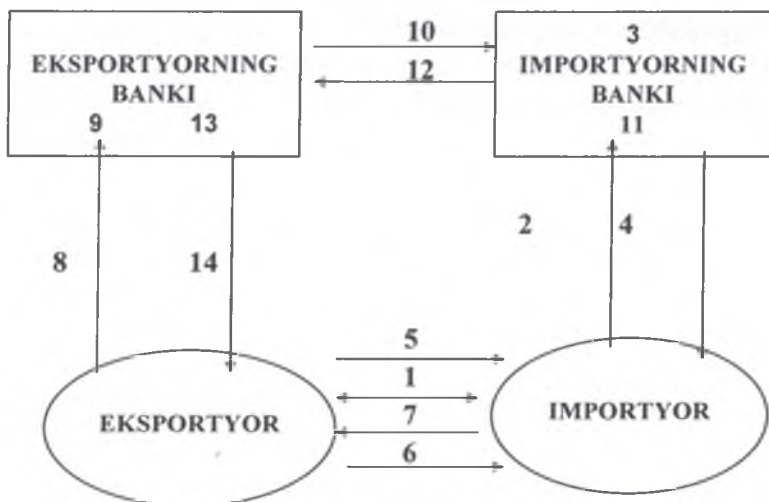 EKSPORTYORNING
BANKI
9 13
10
12
3
IMPORTYORNING
BANKI
11
8
14
2
4
5
1
7
6
EKSPORTYOR
IMPORTYOR